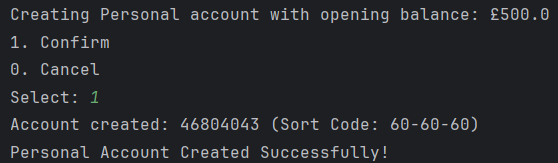 Creating Personal account with opening balance: £500.0
1. Confirm
0. Cancel
Select: 1
Account created: 46804043 (Sort Code: 60-60-60)
Personal Account Created Successfully!